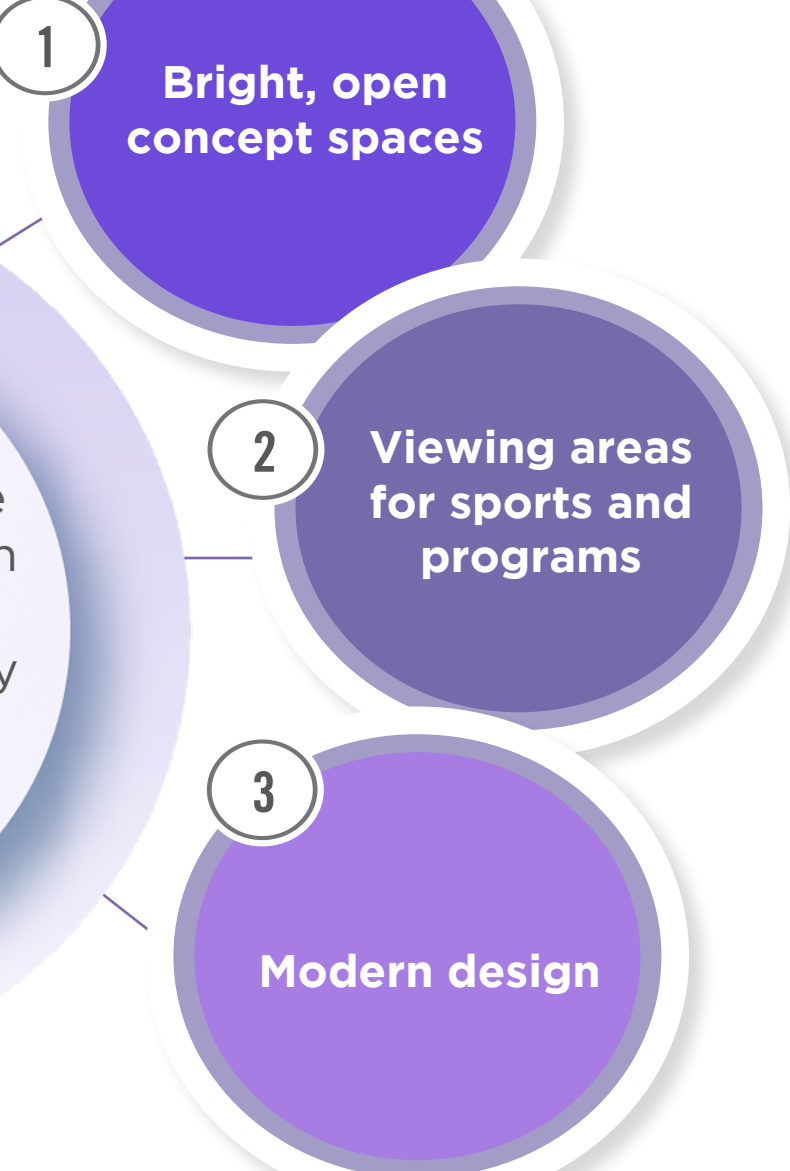 1
Bright, open
concept spaces
2
Viewing areas
for sports and
programs
3
Modern design